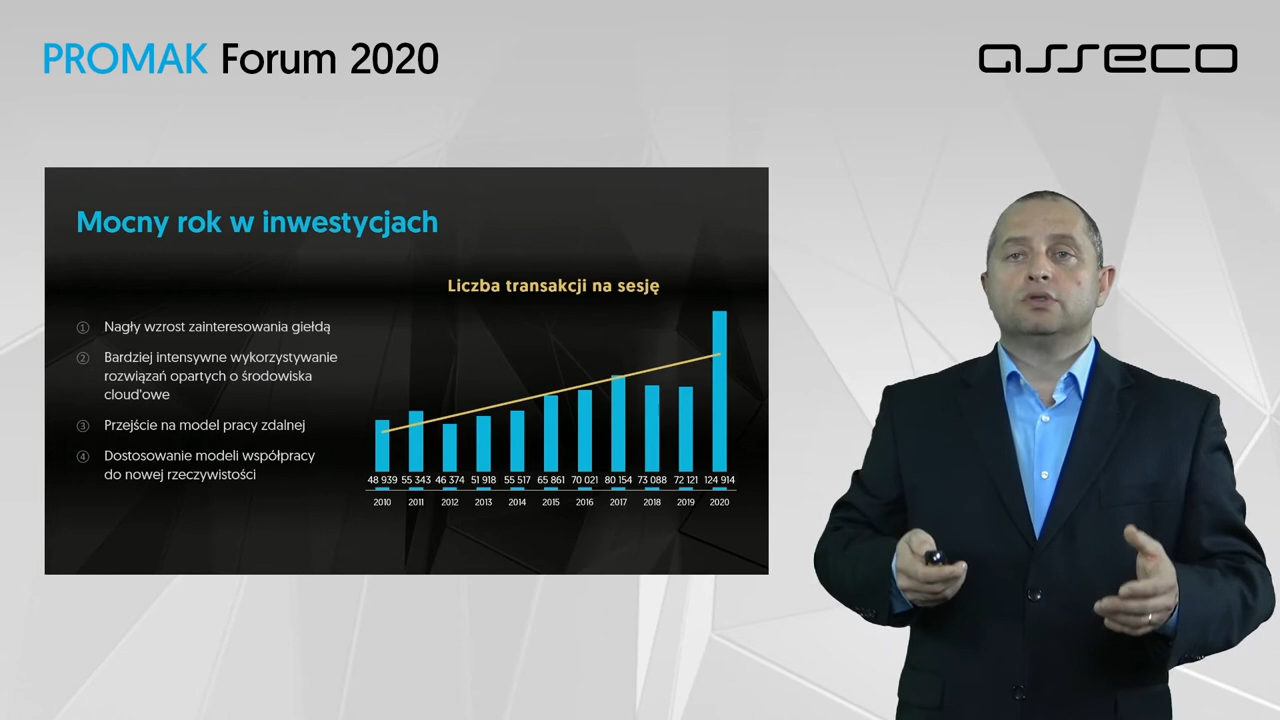 PROMAK Forum 2020
asseco
Mocny rok w inwestycjach
Liczba transakcji na sesję
① Nagły wzrost zainteresowania giełdą
② Bardziej intensywne wykorzystywanie
rozwiązań opartych o środowiska
cloud'owe
③ Przejście na model pracy zdalnej
④ Dostosowanie modeli współpracy
do nowej rzeczywistości
48 939 55 343 46 374 51 918 55 517 65 861 70 021 80 154 73 088 72 121 124 914
2010 2011 2012 2013 2014 2015 2016 2017 2018 2019 2020